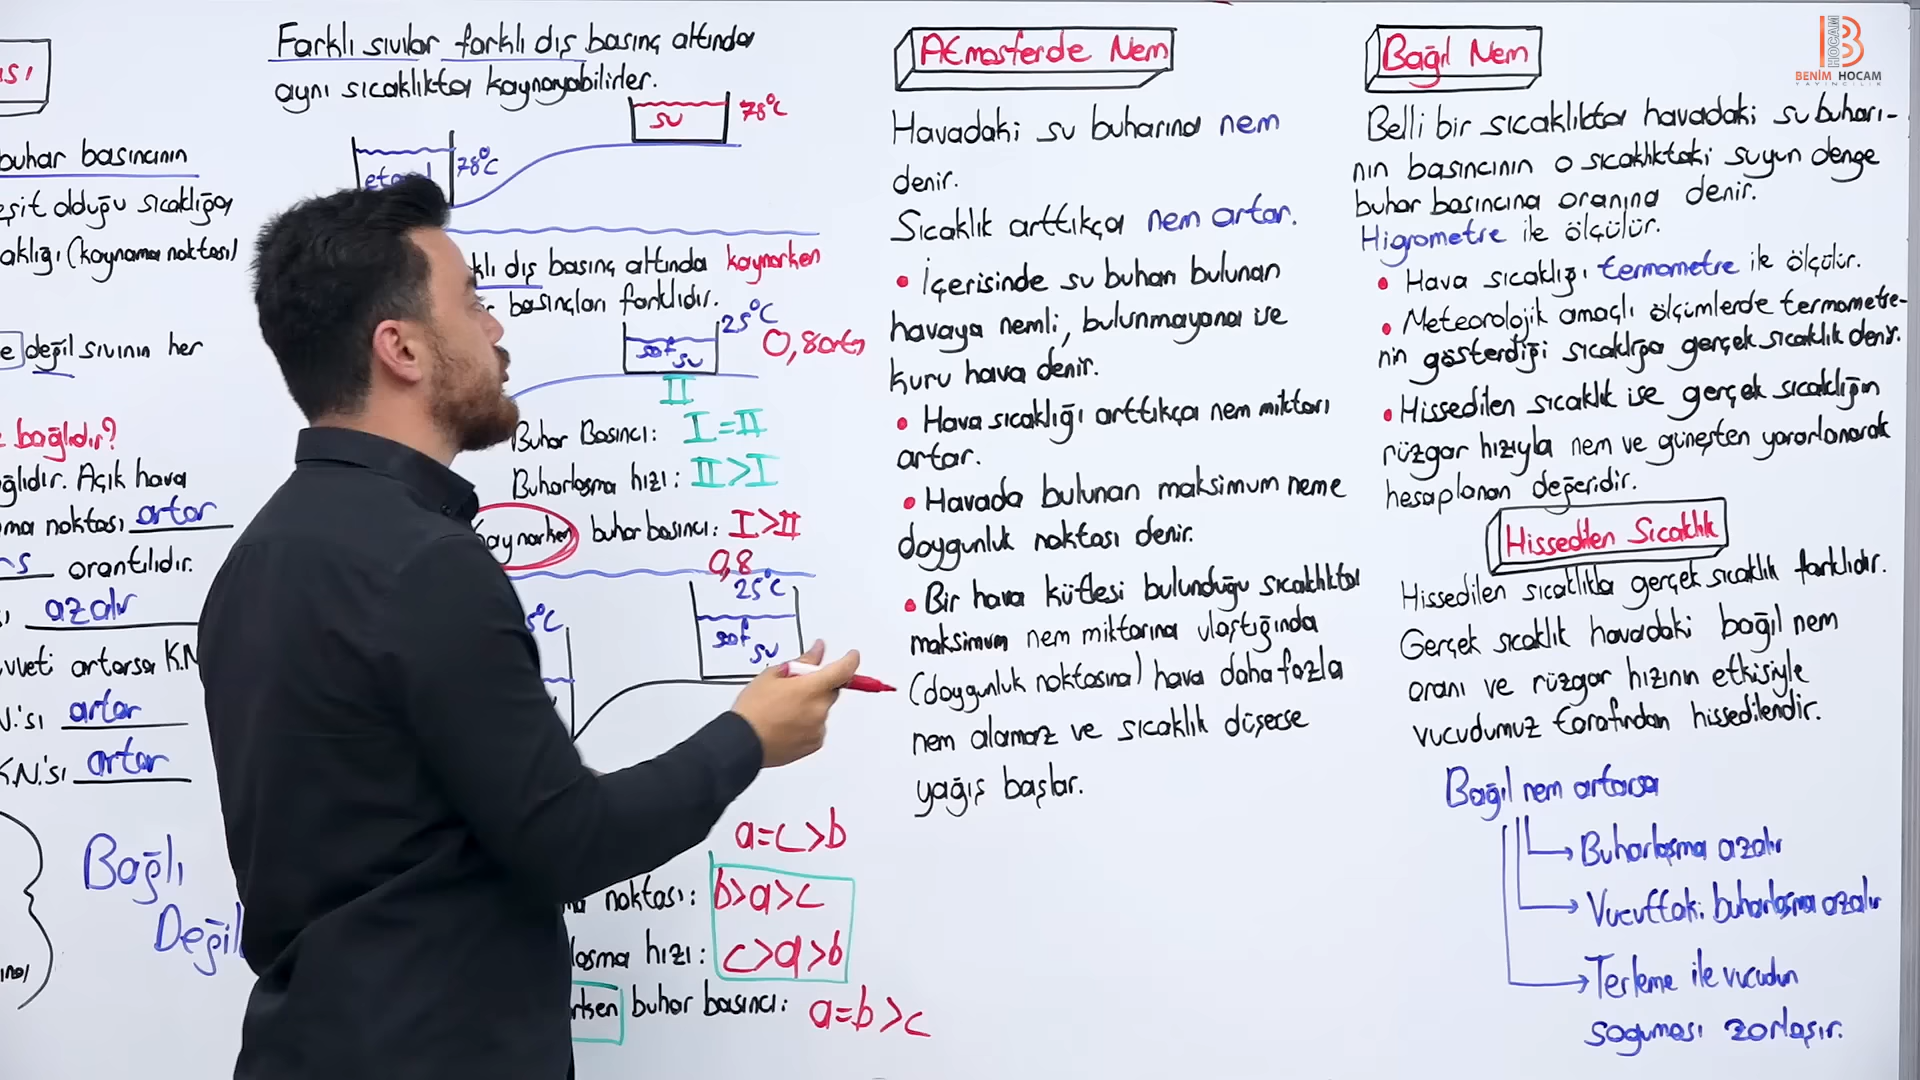 ısı
buhar basıncının
eşit olduğu sıcaklığa
aklığı (kaynama noktası)
e değil sıvının her
bağlıdır?
ğlıdır. Açık hava
ma noktası artar
orantılıdır.
azalır
vveti artarsa K.N
N.'sı artar
K.N.'sı artar
Bağlı
Değil
Farklı sıvılar farklı dış basınç altında
aynı sıcaklıkta kaynayabilirler.
su 78°C
78°C
klı dış basınç altında kaynarken
r basınçları farklıdır.
25°C
saf su
0,8atm
II
Buhar Basıncı: I=II
Buharlaşma hızı: II>I
kaynarken buhar basıncı: I>II
0,8
25°C
5°C
saf su
a=c>b
noktası: b>a>c
laşma hızı: c>a>b
rken buhar basıncı: a=b>c
Atmosferde Nem
Havadaki su buharına nem
denir.
Sıcaklık arttıkça nem artar.
• İçerisinde su buharı bulunan
havaya nemli, bulunmayana ise
kuru hava denir.
• Hava sıcaklığı arttıkça nem miktarı
artar.
• Havada bulunan maksimum neme
doygunluk noktası denir.
• Bir hava kütlesi bulunduğu sıcaklıkta
maksimum nem miktarına ulaştığında
(doygunluk noktasına) hava daha fazla
nem alamaz ve sıcaklık düşerse
yağış başlar.
Bağıl Nem
Belli bir sıcaklıkta havadaki su buharı-
nın basıncının o sıcaklıktaki suyun denge
buhar basıncına oranına denir.
Higrometre ile ölçülür.
• Hava sıcaklığı termometre ile ölçülür.
• Meteorolojik amaçlı ölçümlerde termometre-
nin gösterdiği sıcaklığa gerçek sıcaklık denir.
• Hissedilen sıcaklık ise gerçek sıcaklığın
rüzgar hızıyla nem ve güneşten yararlanarak
hesaplanan değeridir.
Hissedilen Sıcaklık
Hissedilen sıcaklıkla gerçek sıcaklık farklıdır.
Gerçek sıcaklık havadaki bağıl nem
oranı ve rüzgar hızının etkisiyle
vucudumuz tarafından hissedilendir.
Bağıl nem artarsa
Buharlaşma azalır
Vucuttaki buharlaşma azalır
Terleme ile vucudun
soğuması zorlaşır.
BENİM HOCAM
YAYINCILIK